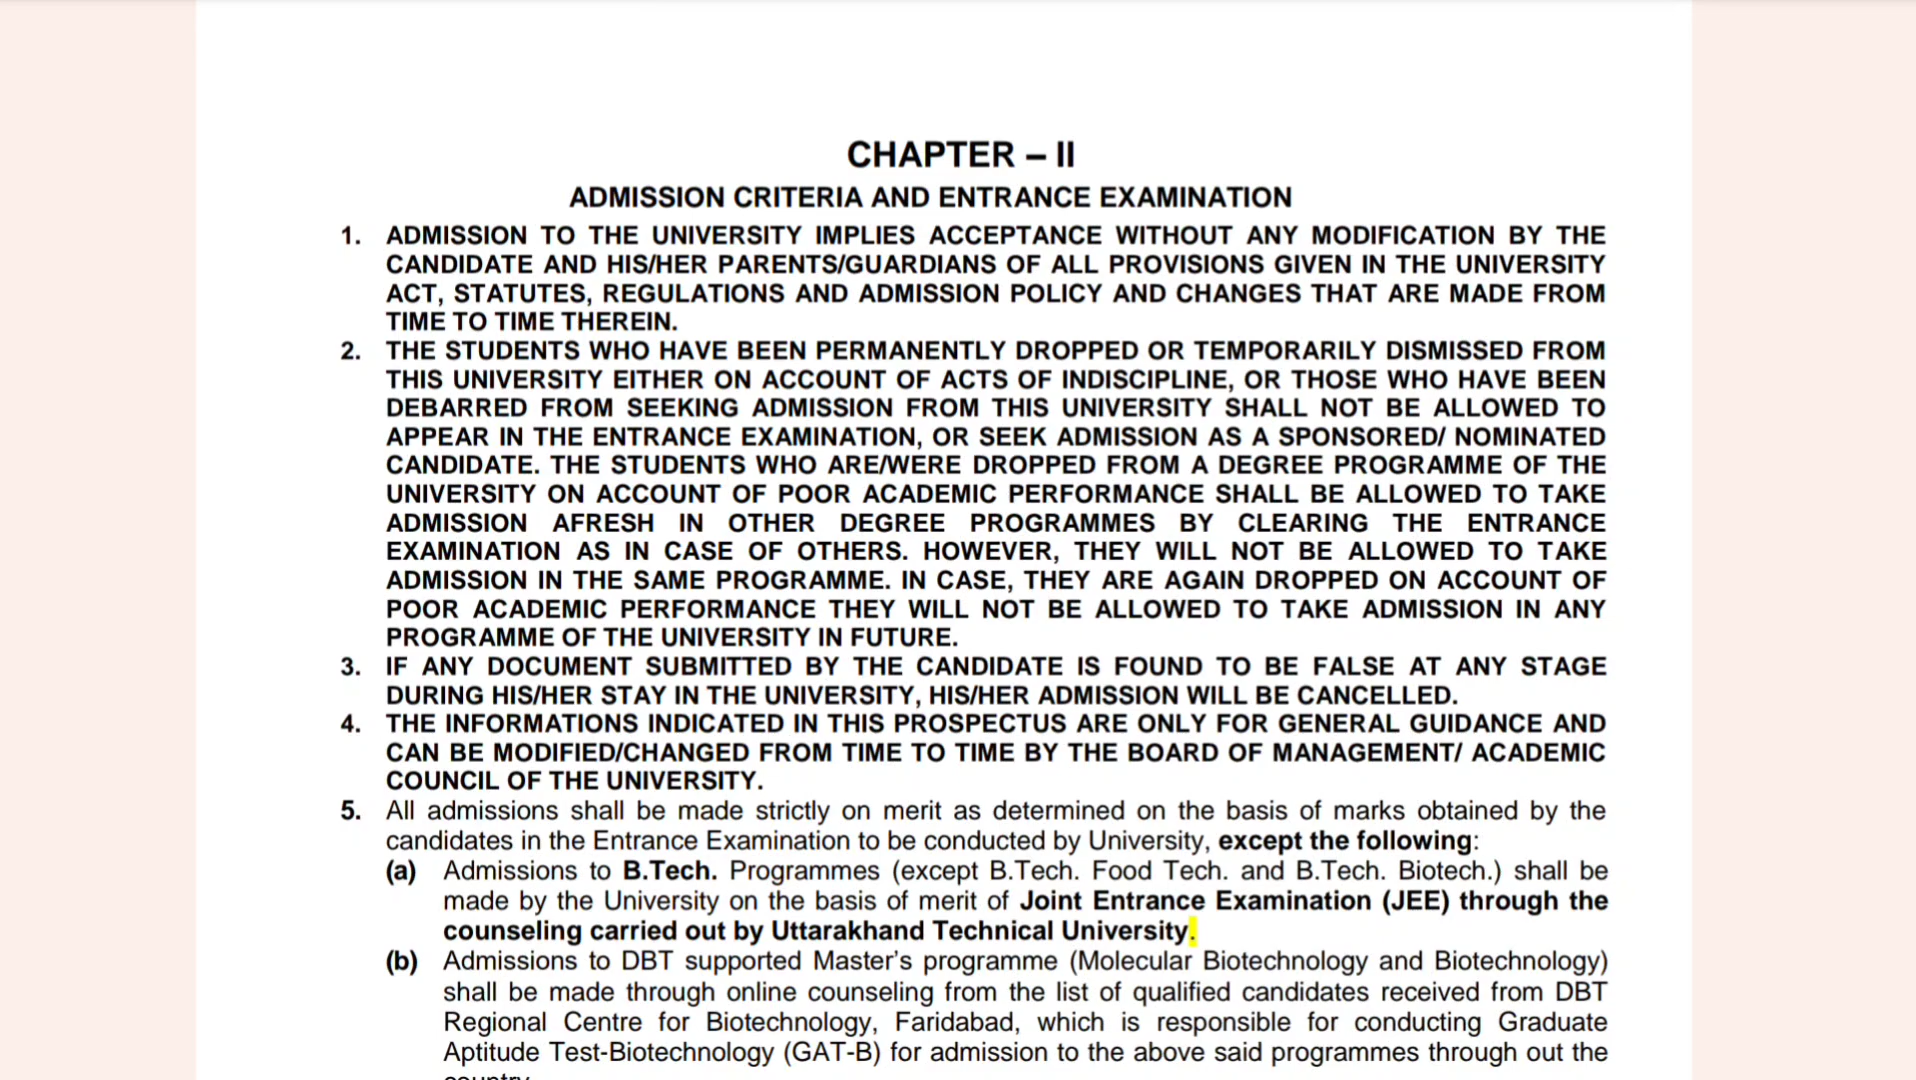 CHAPTER – II
ADMISSION CRITERIA AND ENTRANCE EXAMINATION
1. ADMISSION TO THE UNIVERSITY IMPLIES ACCEPTANCE WITHOUT ANY MODIFICATION BY THE
CANDIDATE AND HIS/HER PARENTS/GUARDIANS OF ALL PROVISIONS GIVEN IN THE UNIVERSITY
ACT, STATUTES, REGULATIONS AND ADMISSION POLICY AND CHANGES THAT ARE MADE FROM
TIME TO TIME THEREIN.
2. THE STUDENTS WHO HAVE BEEN PERMANENTLY DROPPED OR TEMPORARILY DISMISSED FROM
THIS UNIVERSITY EITHER ON ACCOUNT OF ACTS OF INDISCIPLINE, OR THOSE WHO HAVE BEEN
DEBARRED FROM SEEKING ADMISSION FROM THIS UNIVERSITY SHALL NOT BE ALLOWED TO
APPEAR IN THE ENTRANCE EXAMINATION, OR SEEK ADMISSION AS A SPONSORED/ NOMINATED
CANDIDATE. THE STUDENTS WHO ARE/WERE DROPPED FROM A DEGREE PROGRAMME OF THE
UNIVERSITY ON ACCOUNT OF POOR ACADEMIC PERFORMANCE SHALL BE ALLOWED TO TAKE
ADMISSION AFRESH IN OTHER DEGREE PROGRAMMES BY CLEARING THE ENTRANCE
EXAMINATION AS IN CASE OF OTHERS. HOWEVER, THEY WILL NOT BE ALLOWED TO TAKE
ADMISSION IN THE SAME PROGRAMME. IN CASE, THEY ARE AGAIN DROPPED ON ACCOUNT OF
POOR ACADEMIC PERFORMANCE THEY WILL NOT BE ALLOWED TO TAKE ADMISSION IN ANY
PROGRAMME OF THE UNIVERSITY IN FUTURE.
3. IF ANY DOCUMENT SUBMITTED BY THE CANDIDATE IS FOUND TO BE FALSE AT ANY STAGE
DURING HIS/HER STAY IN THE UNIVERSITY, HIS/HER ADMISSION WILL BE CANCELLED.
4. THE INFORMATIONS INDICATED IN THIS PROSPECTUS ARE ONLY FOR GENERAL GUIDANCE AND
CAN BE MODIFIED/CHANGED FROM TIME TO TIME BY THE BOARD OF MANAGEMENT/ ACADEMIC
COUNCIL OF THE UNIVERSITY.
5. All admissions shall be made strictly on merit as determined on the basis of marks obtained by the
candidates in the Entrance Examination to be conducted by University, except the following:
(a) Admissions to B.Tech. Programmes (except B.Tech. Food Tech. and B.Tech. Biotech.) shall be
made by the University on the basis of merit of Joint Entrance Examination (JEE) through the
counseling carried out by Uttarakhand Technical University.
(b) Admissions to DBT supported Master's programme (Molecular Biotechnology and Biotechnology)
shall be made through online counseling from the list of qualified candidates received from DBT
Regional Centre for Biotechnology, Faridabad, which is responsible for conducting Graduate
Aptitude Test-Biotechnology (GAT-B) for admission to the above said programmes through out the